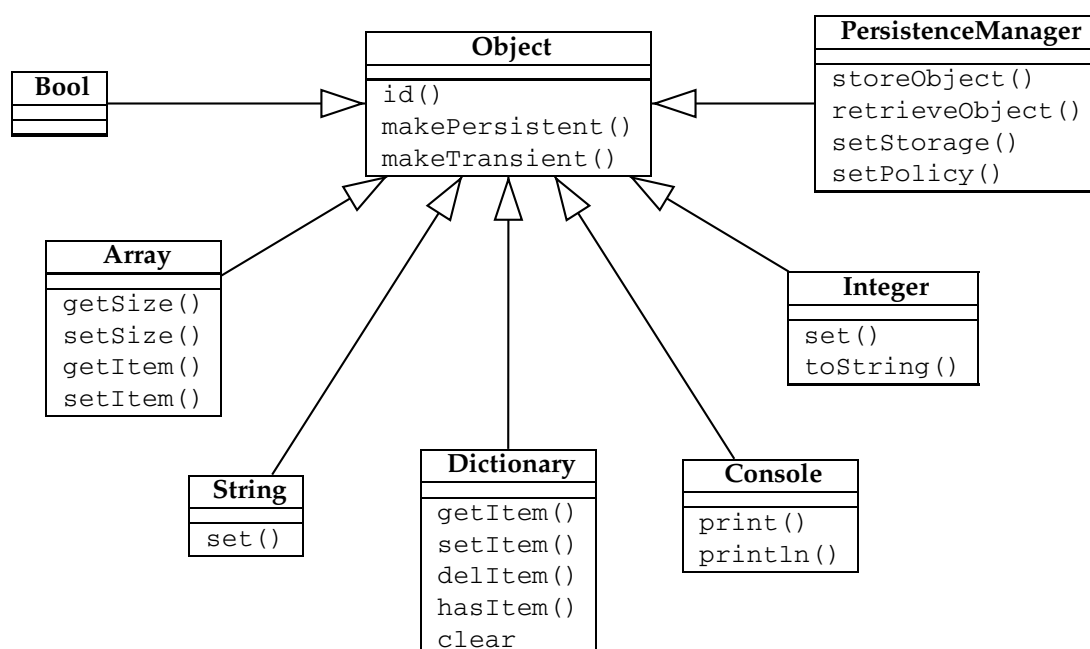 Object
id()
makePersistent()
makeTransient()
PersistenceManager
storeObject()
retrieveObject()
setStorage()
setPolicy()
Bool
Array
getSize()
setSize()
getItem()
setItem()
Integer
set()
toString()
String
set()
Dictionary
getItem()
setItem()
delItem()
hasItem()
clear
Console
print()
println()